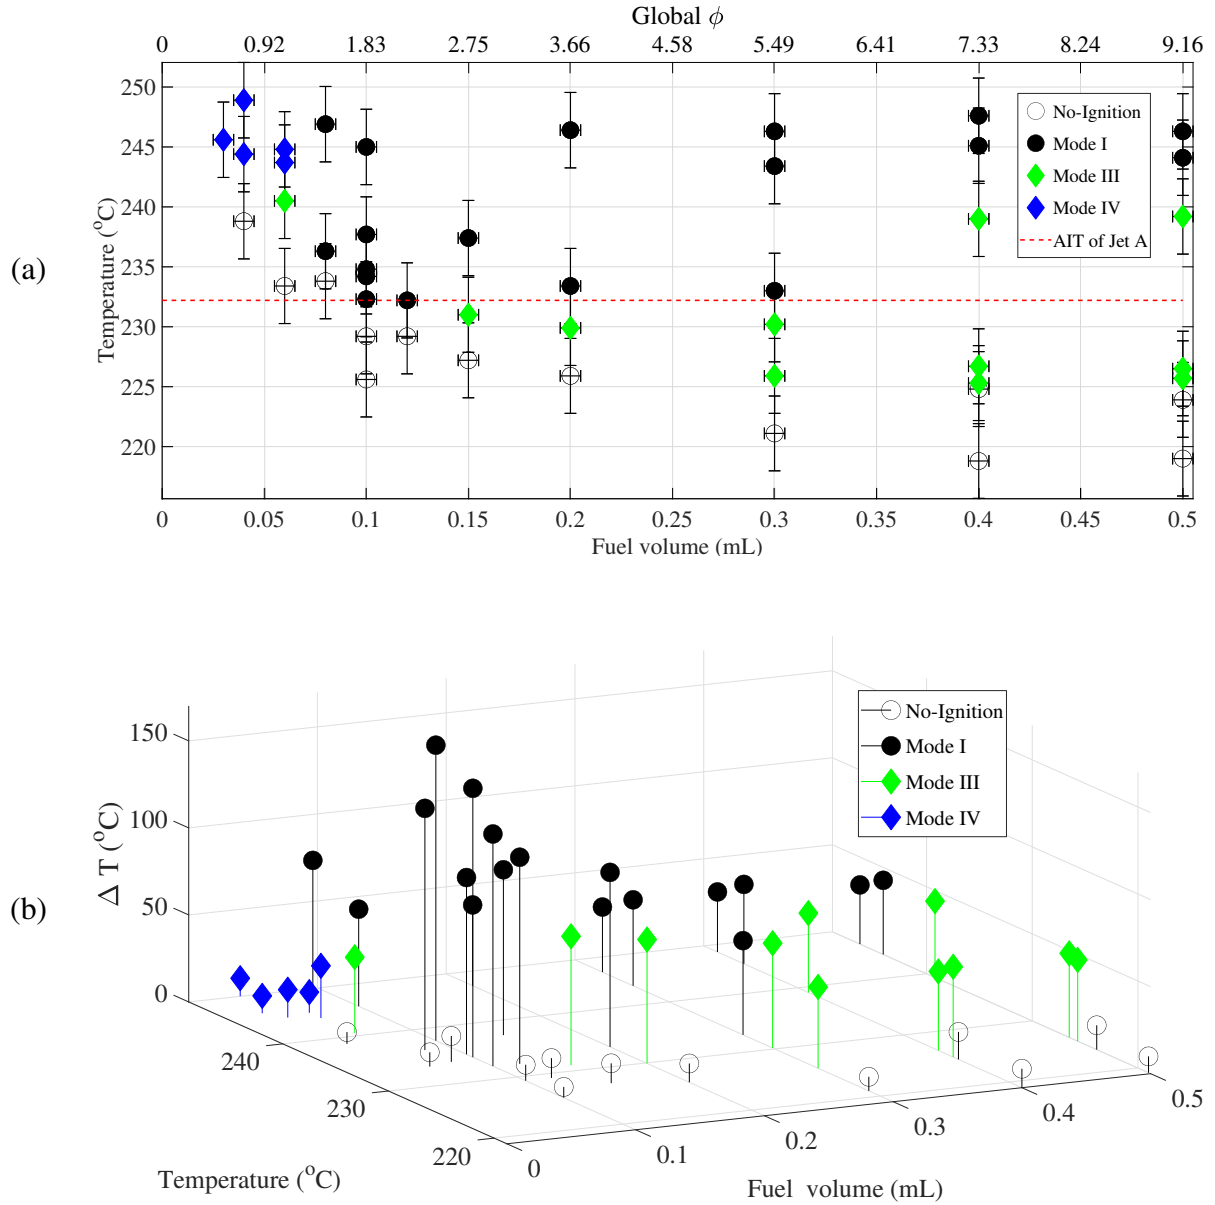 Global ϕ
0 0.92 1.83 2.75 3.66 4.58 5.49 6.41 7.33 8.24 9.16
(a)
Temperature (°C)
250
245
240
235
230
225
220
No-Ignition
Mode I
Mode III
Mode IV
AIT of Jet A
0 0.05 0.1 0.15 0.2 0.25 0.3 0.35 0.4 0.45 0.5
Fuel volume (mL)
(b)
Δ T (°C)
150
100
50
0
No-Ignition
Mode I
Mode III
Mode IV
240
230
220
Temperature (°C)
0 0.1 0.2 0.3 0.4 0.5
Fuel volume (mL)